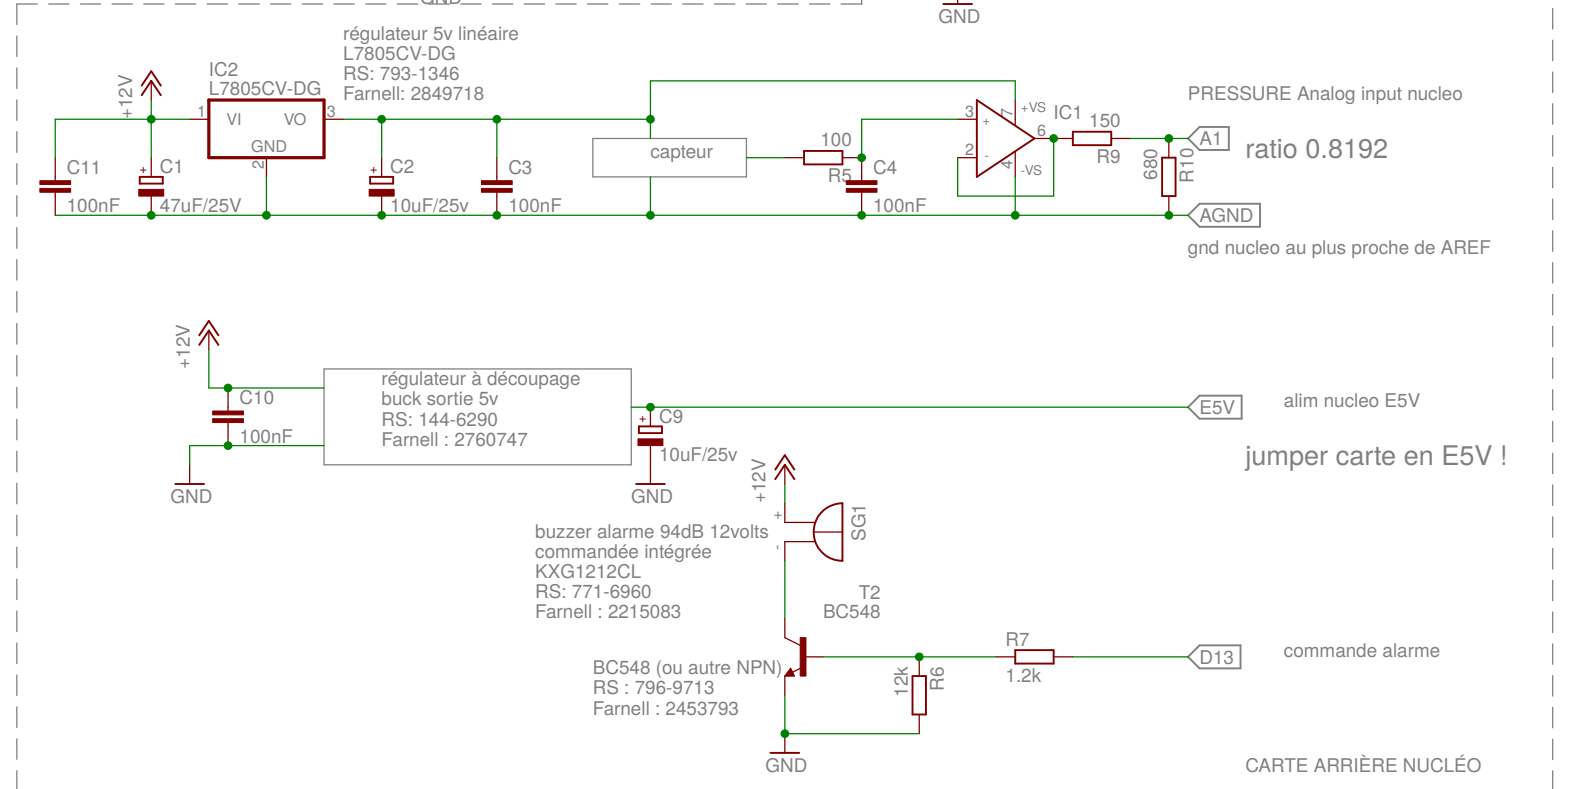 GND
GND
régulateur 5v linéaire
L7805CV-DG
RS: 793-1346
Farnell: 2849718
IC2
L7805CV-DG
+12V
1
VI
VO
3
GND
2
C11
100nF
+
C1
47uF/25V
+
C2
10uF/25v
C3
100nF
capteur
100
R5
C4
100nF
3
+
2
-
7
+VS
4
-VS
IC1
6
150
R9
680
R10
PRESSURE Analog input nucleo
A1
ratio 0.8192
AGND
gnd nucleo au plus proche de AREF
+12V
C10
100nF
GND
régulateur à découpage
buck sortie 5v
RS: 144-6290
Farnell : 2760747
+
C9
10uF/25v
GND
E5V
alim nucleo E5V
jumper carte en E5V !
+12V
+
-
SG1
buzzer alarme 94dB 12volts
commandée intégrée
KXG1212CL
RS: 771-6960
Farnell : 2215083
T2
BC548
BC548 (ou autre NPN)
RS : 796-9713
Farnell : 2453793
12k
R6
R7
1.2k
D13
commande alarme
GND
CARTE ARRIÈRE NUCLÉO